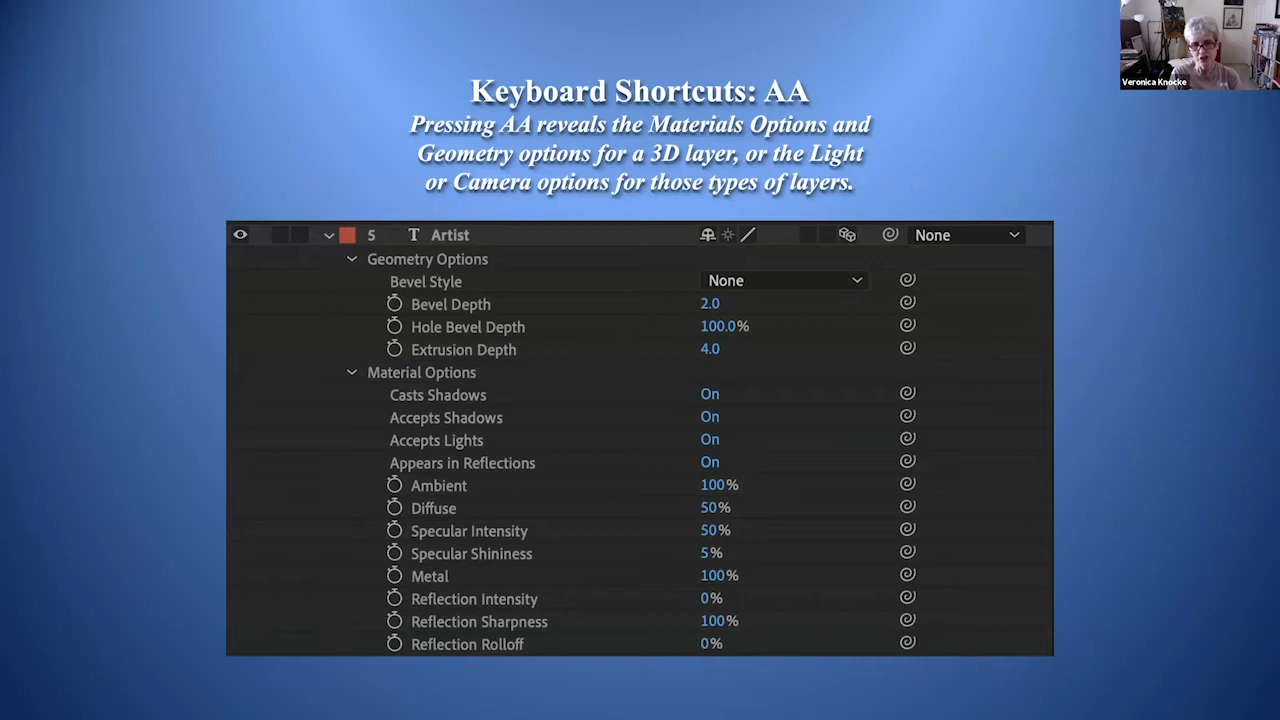 Veronica Knocke
Keyboard Shortcuts: AA
Pressing AA reveals the Materials Options and
Geometry options for a 3D layer, or the Light
or Camera options for those types of layers.
5 T Artist None
Geometry Options
Bevel Style None
Bevel Depth 2.0
Hole Bevel Depth 100.0%
Extrusion Depth 4.0
Material Options
Casts Shadows On
Accepts Shadows On
Accepts Lights On
Appears in Reflections On
Ambient 100%
Diffuse 50%
Specular Intensity 50%
Specular Shininess 5%
Metal 100%
Reflection Intensity 0%
Reflection Sharpness 100%
Reflection Rolloff 0%